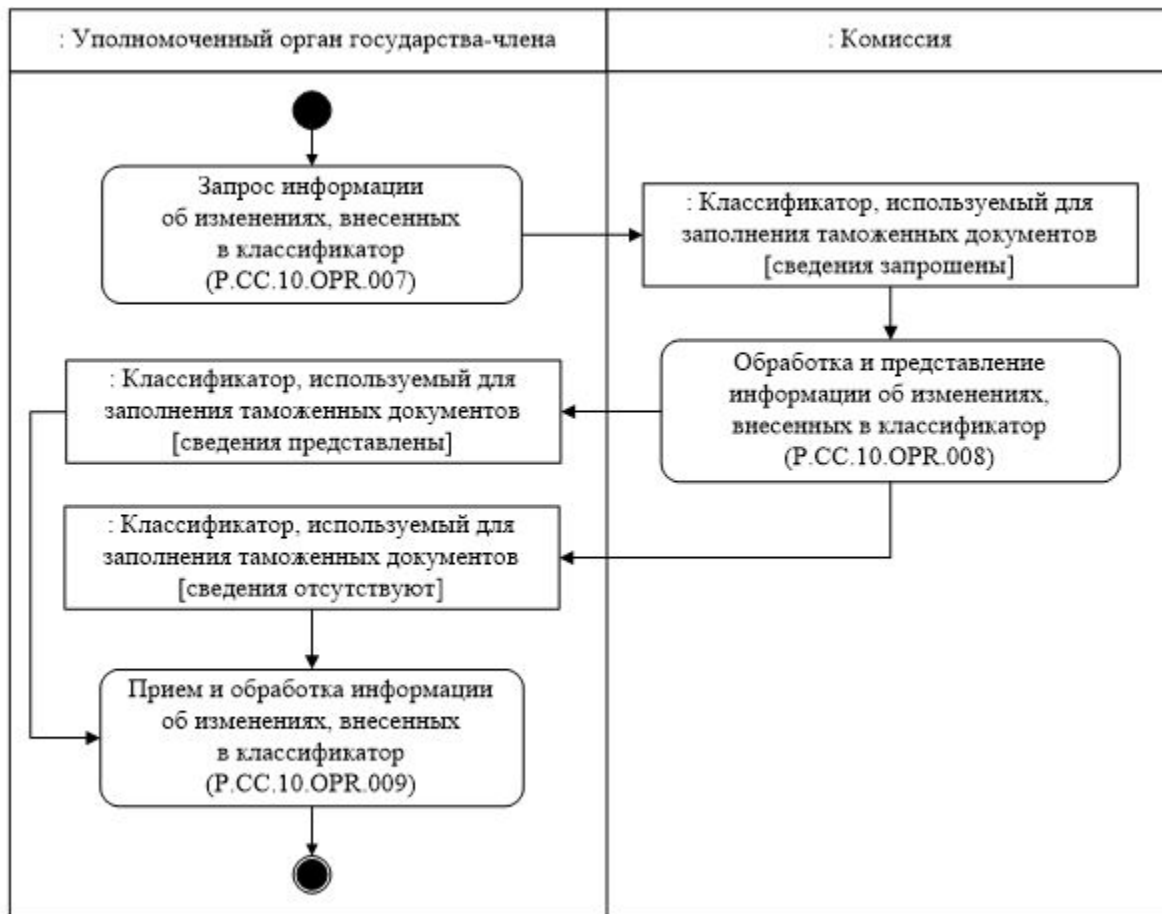 : Уполномоченный орган государства-члена
: Комиссия
Запрос информации
об изменениях, внесенных
в классификатор
(P.CC.10.OPR.007)
: Классификатор, используемый для
заполнения таможенных документов
[сведения запрошены]
Обработка и представление
информации об изменениях,
внесенных в классификатор
(P.CC.10.OPR.008)
: Классификатор, используемый для
заполнения таможенных документов
[сведения представлены]
: Классификатор, используемый для
заполнения таможенных документов
[сведения отсутствуют]
Прием и обработка информации
об изменениях, внесенных
в классификатор
(P.CC.10.OPR.009)